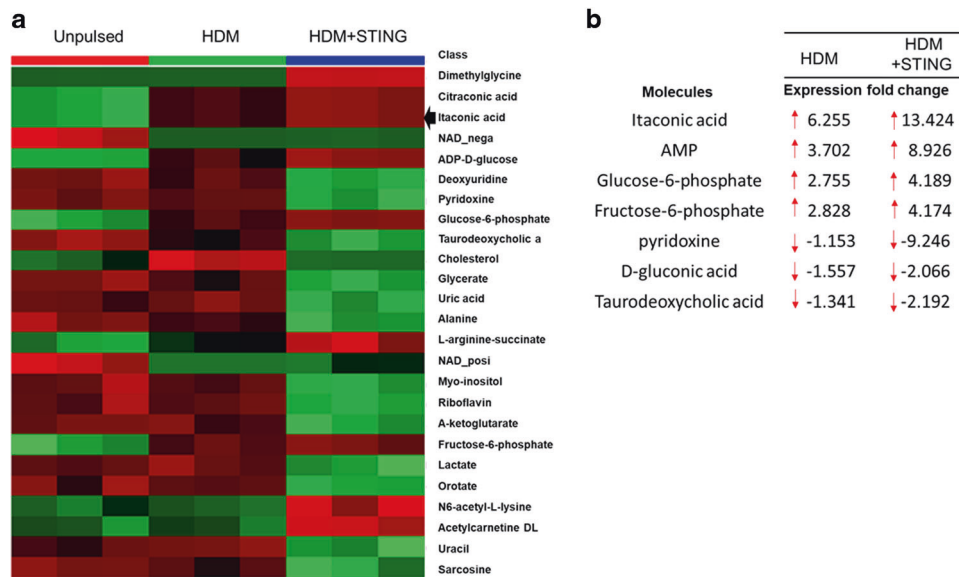 a
Unpulsed HDM HDM+STING
Class
Dimethylglycine
Citraconic acid
Itaconic acid
NAD_nega
ADP-D-glucose
Deoxyuridine
Pyridoxine
Glucose-6-phosphate
Taurodeoxycholic a
Cholesterol
Glycerate
Uric acid
Alanine
L-arginine-succinate
NAD_posi
Myo-inositol
Riboflavin
A-ketoglutarate
Fructose-6-phosphate
Lactate
Orotate
N6-acetyl-L-lysine
Acetylcarnetine DL
Uracil
Sarcosine
b
HDM HDM
+STING
Molecules Expression fold change
Itaconic acid ↑ 6.255 ↑ 13.424
AMP ↑ 3.702 ↑ 8.926
Glucose-6-phosphate ↑ 2.755 ↑ 4.189
Fructose-6-phosphate ↑ 2.828 ↑ 4.174
pyridoxine ↓ -1.153 ↓ -9.246
D-gluconic acid ↓ -1.557 ↓ -2.066
Taurodeoxycholic acid ↓ -1.341 ↓ -2.192